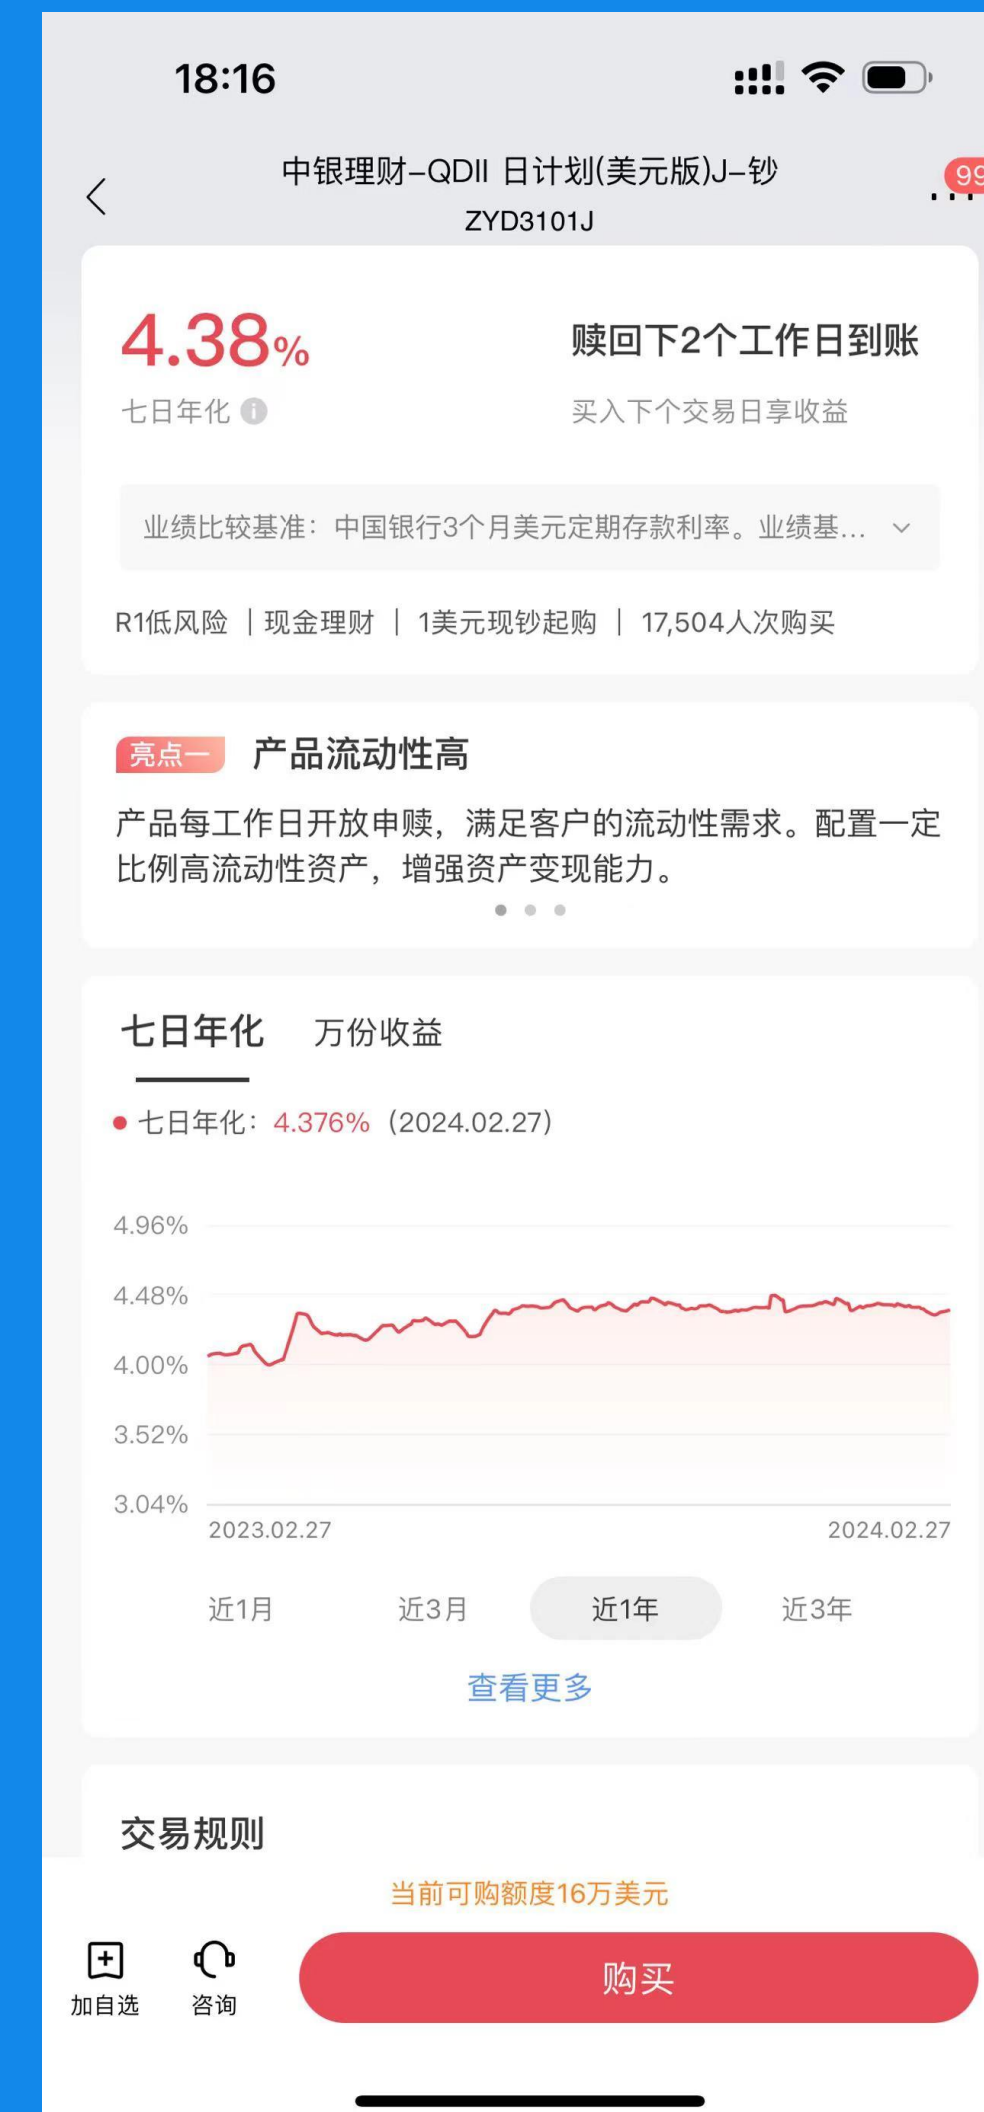 18:16
中银理财-QDII 日计划(美元版)J-钞
99
ZYD3101J
4.38%
赎回下2个工作日到账
七日年化
买入下个交易日享收益
业绩比较基准：中国银行3个月美元定期存款利率。业绩基...
R1低风险 | 现金理财 | 1美元现钞起购 | 17,504人次购买
亮点一 产品流动性高
产品每工作日开放申赎，满足客户的流动性需求。配置一定
比例高流动性资产，增强资产变现能力。
七日年化 万份收益
七日年化：4.376%（2024.02.27）
4.96%
4.48%
4.00%
3.52%
3.04%
2023.02.27 2024.02.27
近1月 近3月 近1年 近3年
查看更多
交易规则
当前可购额度16万美元
加自选 咨询 购买